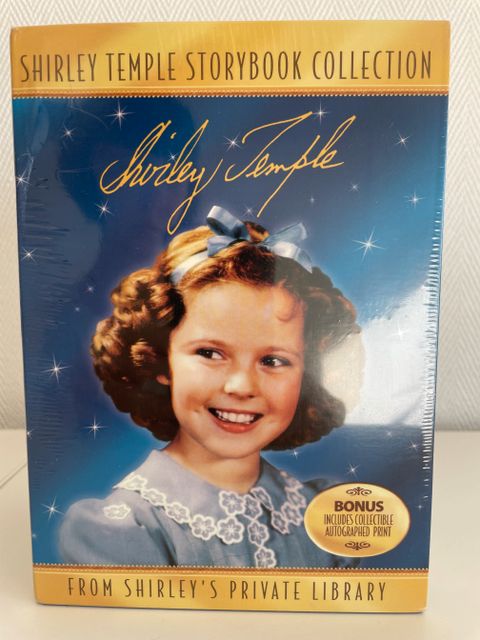 SHIRLEY TEMPLE STORYBOOK COLLECTION
Shirley Temple
BONUS
INCLUDES COLLECTIBLE
AUTOGRAPHED PRINT
FROM SHIRLEY'S PRIVATE LIBRARY